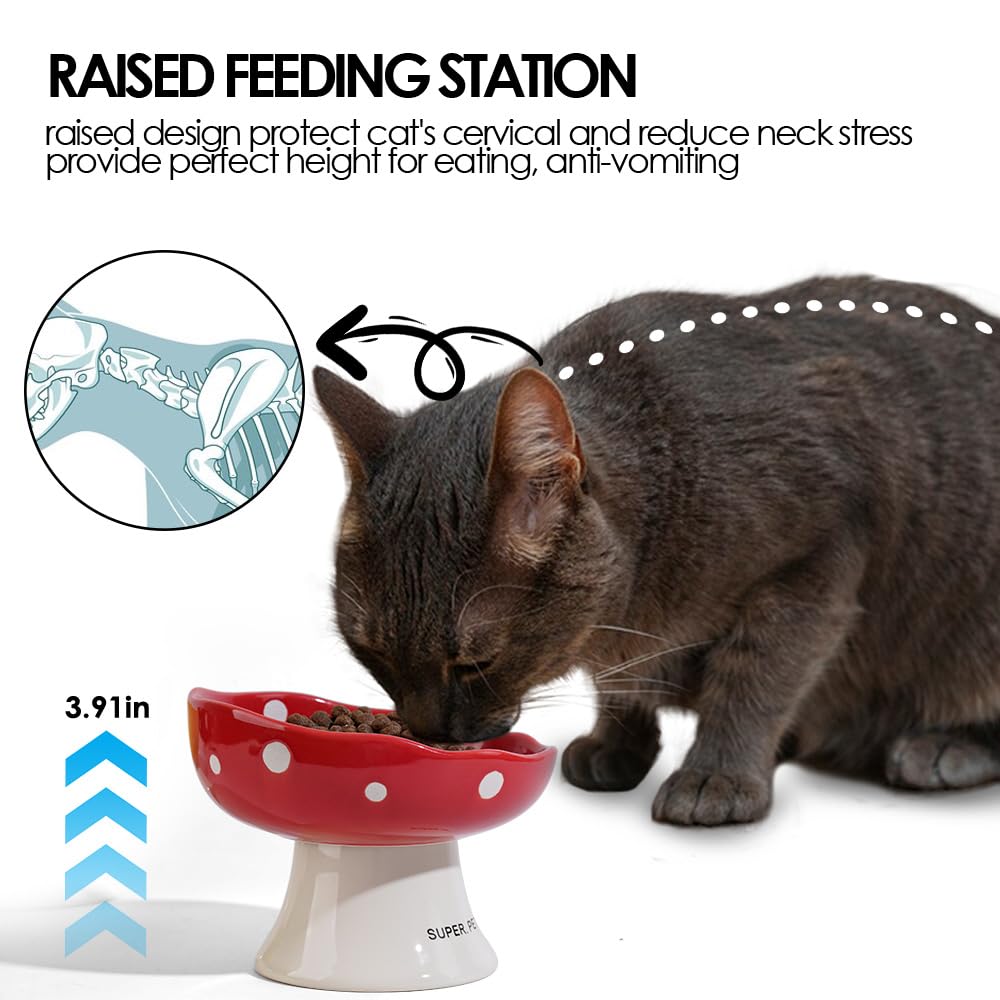 RAISED FEEDING STATION
raised design protect cat's cervical and reduce neck stress
provide perfect height for eating, anti-vomiting
3.91in
SUPER. PET